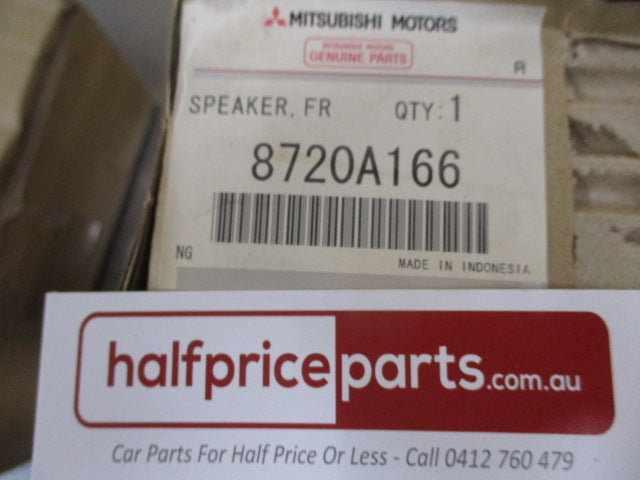 MITSUBISHI MOTORS
MITSUBISHI MOTORS
GENUINE PARTS
R
SPEAKER, FR QTY:1
8720A166
NG
MADE IN INDONESIA
halfpriceparts.com.au
Car Parts For Half Price Or Less - Call 0412 760 479